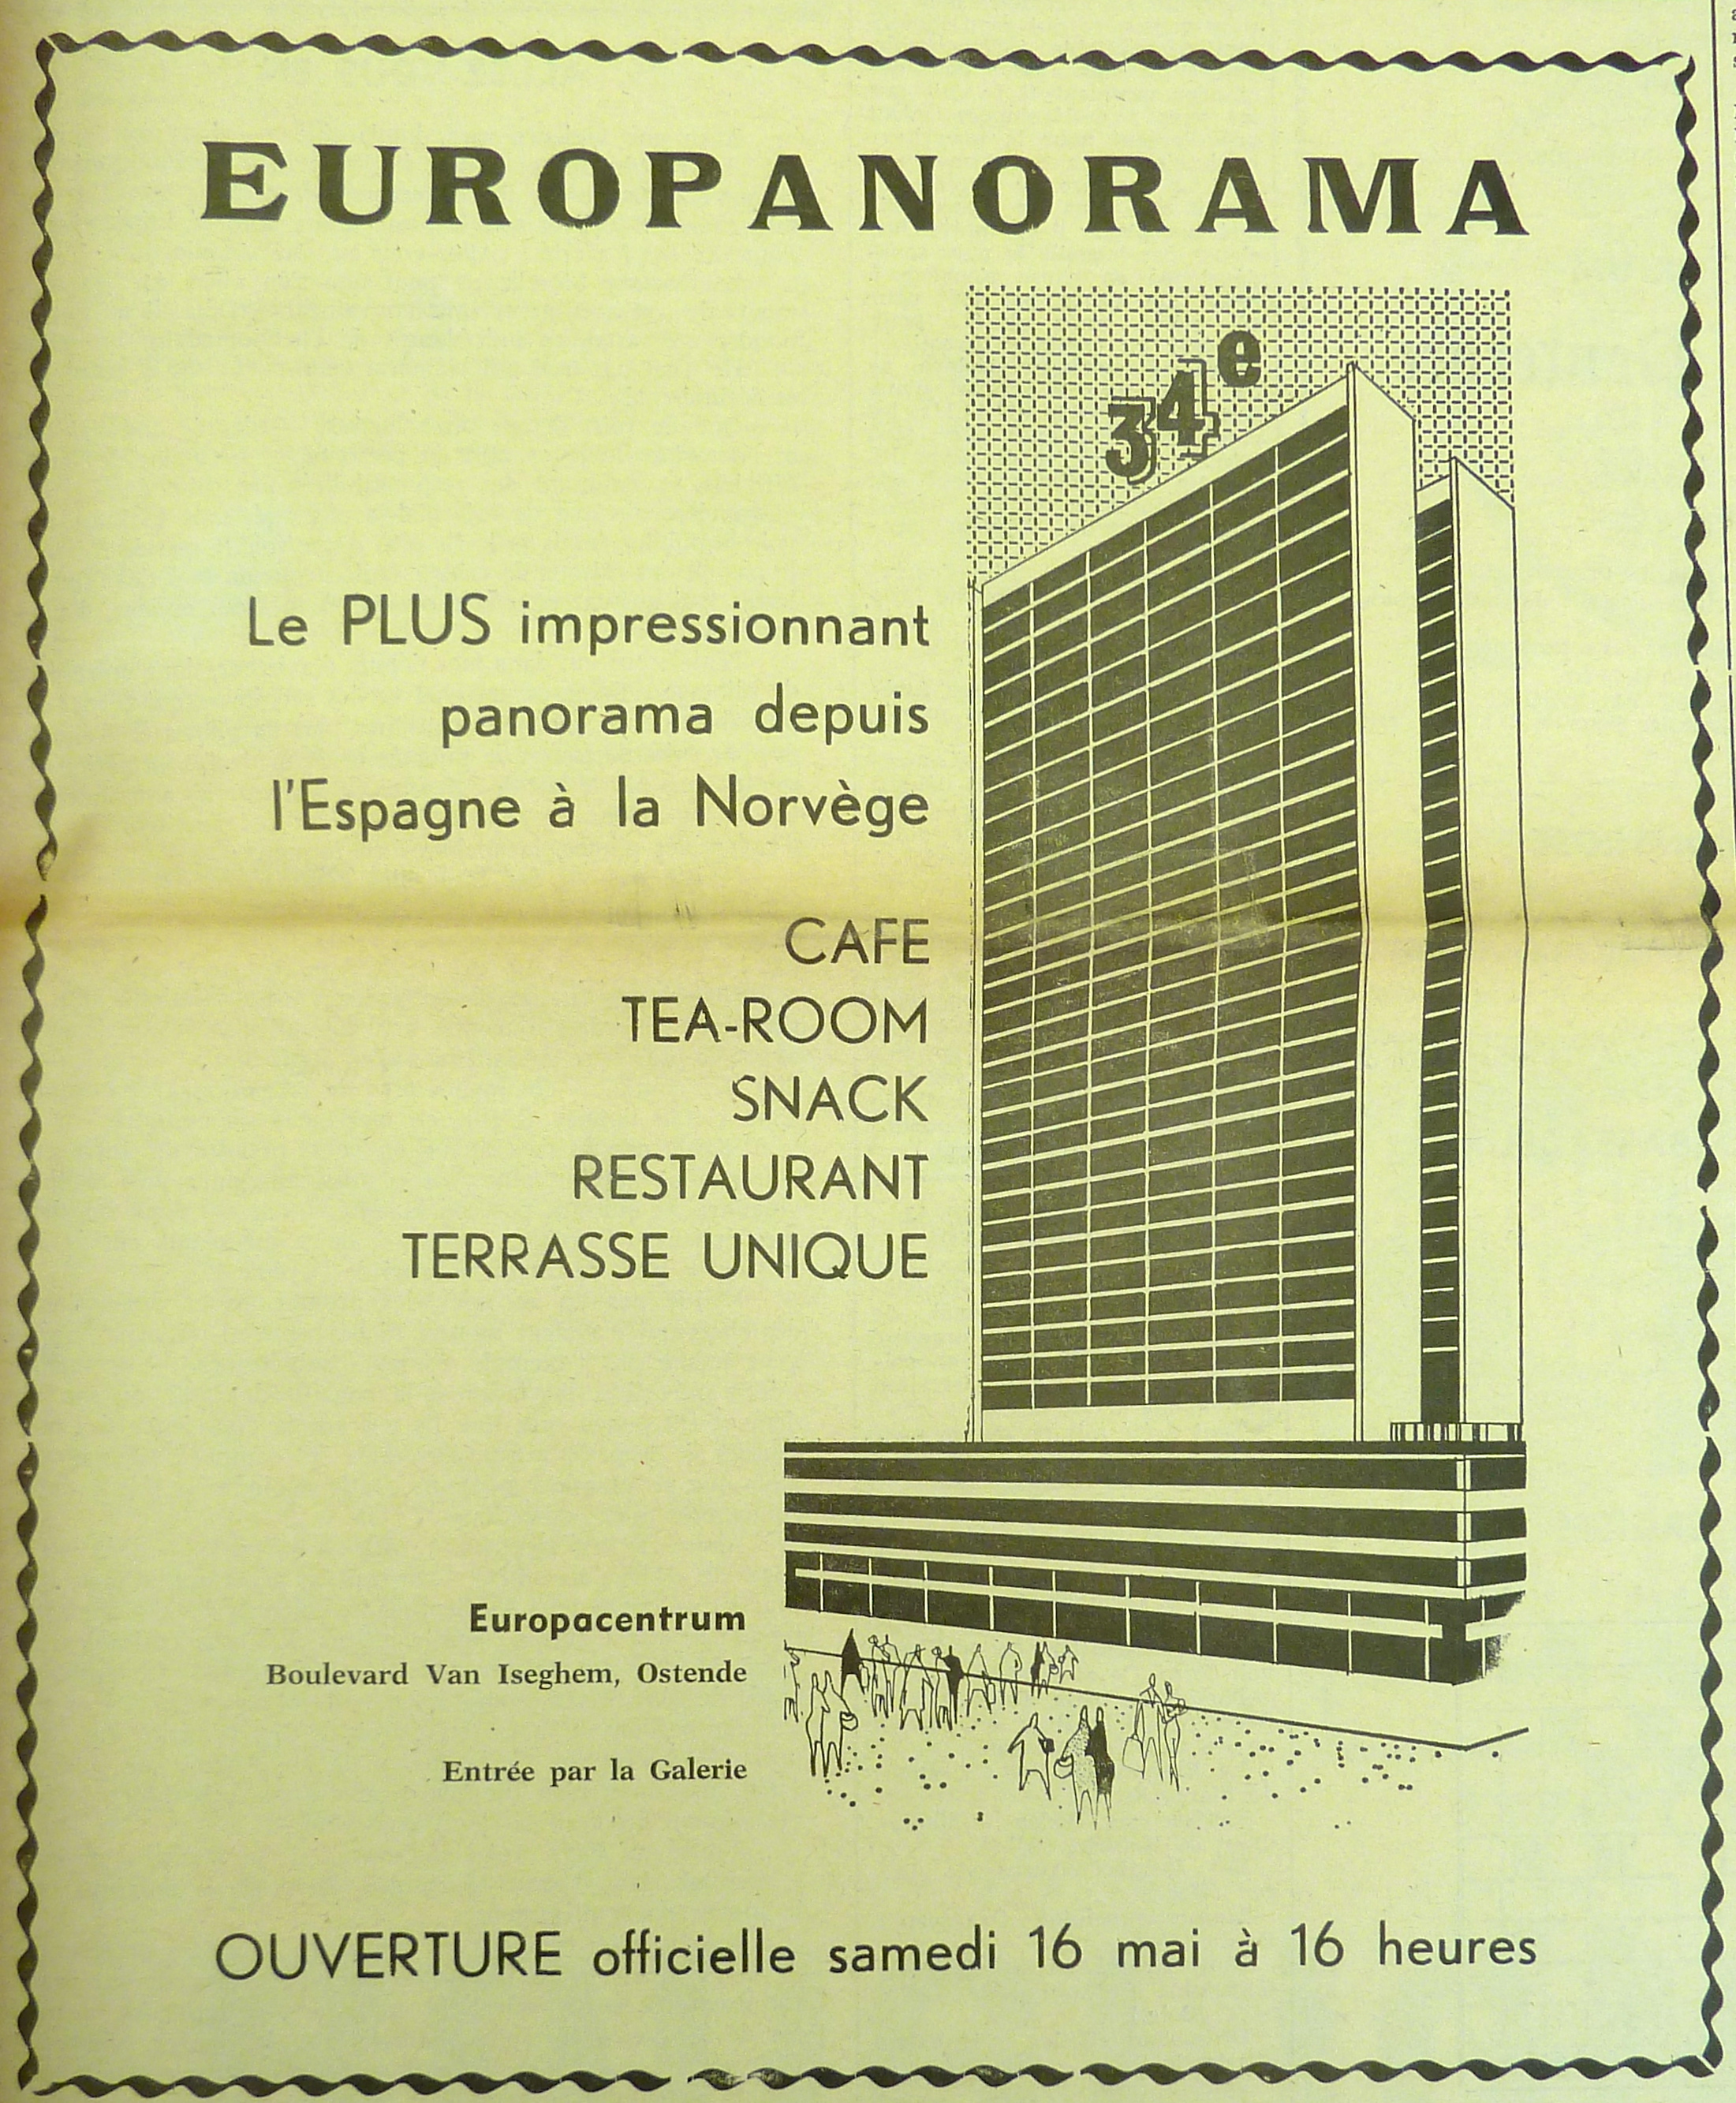 EUROPANORAMA
34e
Le PLUS impressionnant
panorama depuis
l'Espagne à la Norvège
CAFE
TEA-ROOM
SNACK
RESTAURANT
TERRASSE UNIQUE
Europacentrum
Boulevard Van Iseghem, Ostende
Entrée par la Galerie
OUVERTURE officielle samedi 16 mai à 16 heures